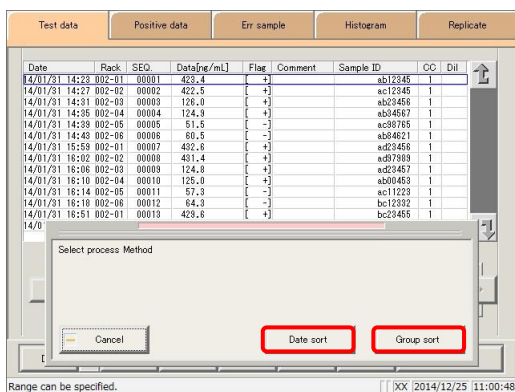 Test data Positive data Err sample Histogram Replicate
Date Rack SEQ. Data[ng/mL] Flag Comment Sample ID CC Dil
14/01/31 14:23 002-01 00001 423.4 [ +] ab12345 1
14/01/31 14:27 002-02 00002 422.5 [ +] ac12345 1
14/01/31 14:31 002-03 00003 126.0 [ +] ab23456 1
14/01/31 14:35 002-04 00004 124.9 [ +] ab34567 1
14/01/31 14:39 002-05 00005 51.5 [ -] ac98765 1
14/01/31 14:43 002-06 00006 60.5 [ -] ab84621 1
14/01/31 15:59 002-01 00007 432.6 [ +] ad23456 1
14/01/31 16:02 002-02 00008 431.4 [ +] ad97989 1
14/01/31 16:06 002-03 00009 124.8 [ +] ad23457 1
14/01/31 16:10 002-04 00010 125.0 [ +] ab00453 1
14/01/31 16:14 002-05 00011 57.3 [ -] ac11223 1
14/01/31 16:18 002-06 00012 64.3 [ -] bc12332 1
14/01/31 16:51 002-01 00013 429.6 [ +] bc23455 1
14/0
Select process Method
Cancel Date sort Group sort
Range can be specified. [ [ XX 2014/12/25 11:00:48